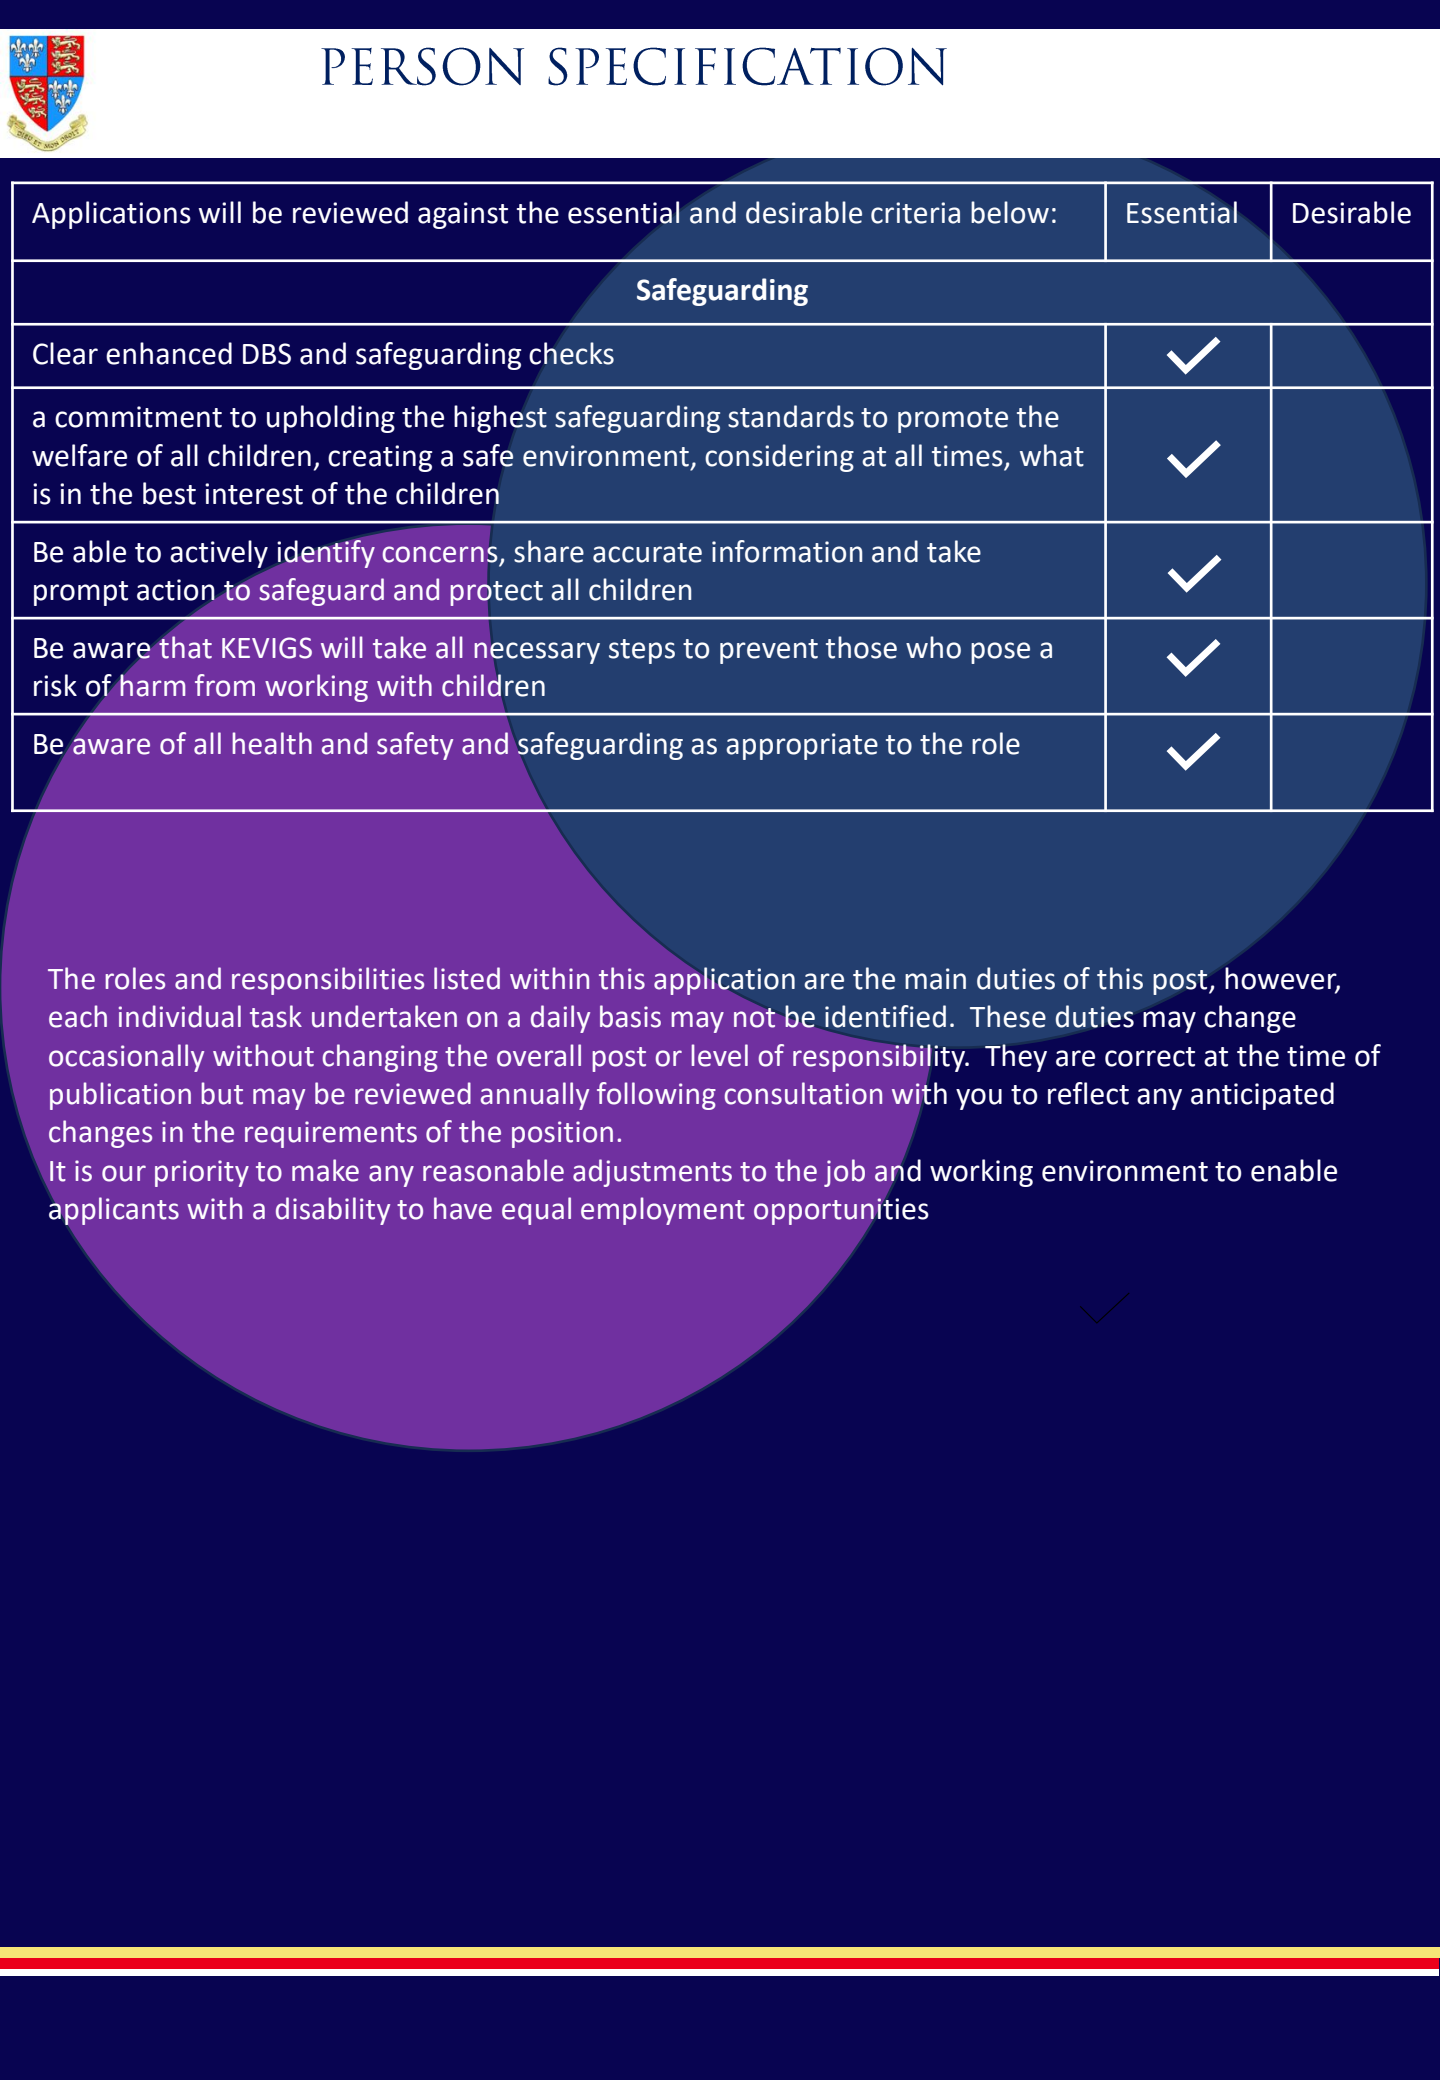 PERSON SPECIFICATION
DIEU ET MON DROIT
Applications will be reviewed against the essential and desirable criteria below:
Essential
Desirable
Safeguarding
Clear enhanced DBS and safeguarding checks
a commitment to upholding the highest safeguarding standards to promote the
welfare of all children, creating a safe environment, considering at all times, what
is in the best interest of the children
Be able to actively identify concerns, share accurate information and take
prompt action to safeguard and protect all children
Be aware that KEVIGS will take all necessary steps to prevent those who pose a
risk of harm from working with children
Be aware of all health and safety and safeguarding as appropriate to the role
The roles and responsibilities listed within this application are the main duties of this post, however,
each individual task undertaken on a daily basis may not be identified.  These duties may change
occasionally without changing the overall post or level of responsibility.  They are correct at the time of
publication but may be reviewed annually following consultation with you to reflect any anticipated
changes in the requirements of the position.
It is our priority to make any reasonable adjustments to the job and working environment to enable
applicants with a disability to have equal employment opportunities